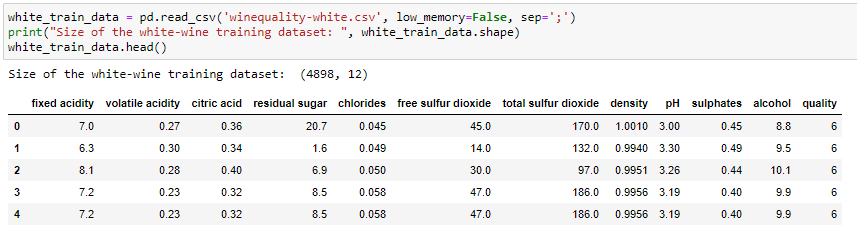 white_train_data = pd.read_csv('winequality-white.csv', low_memory=False, sep=';')
print("Size of the white-wine training dataset: ", white_train_data.shape)
white_train_data.head()
Size of the white-wine training dataset:  (4898, 12)
fixed acidity volatile acidity citric acid residual sugar chlorides free sulfur dioxide total sulfur dioxide density pH sulphates alcohol quality
0 7.0 0.27 0.36 20.7 0.045 45.0 170.0 1.0010 3.00 0.45 8.8 6
1 6.3 0.30 0.34 1.6 0.049 14.0 132.0 0.9940 3.30 0.49 9.5 6
2 8.1 0.28 0.40 6.9 0.050 30.0 97.0 0.9951 3.26 0.44 10.1 6
3 7.2 0.23 0.32 8.5 0.058 47.0 186.0 0.9956 3.19 0.40 9.9 6
4 7.2 0.23 0.32 8.5 0.058 47.0 186.0 0.9956 3.19 0.40 9.9 6